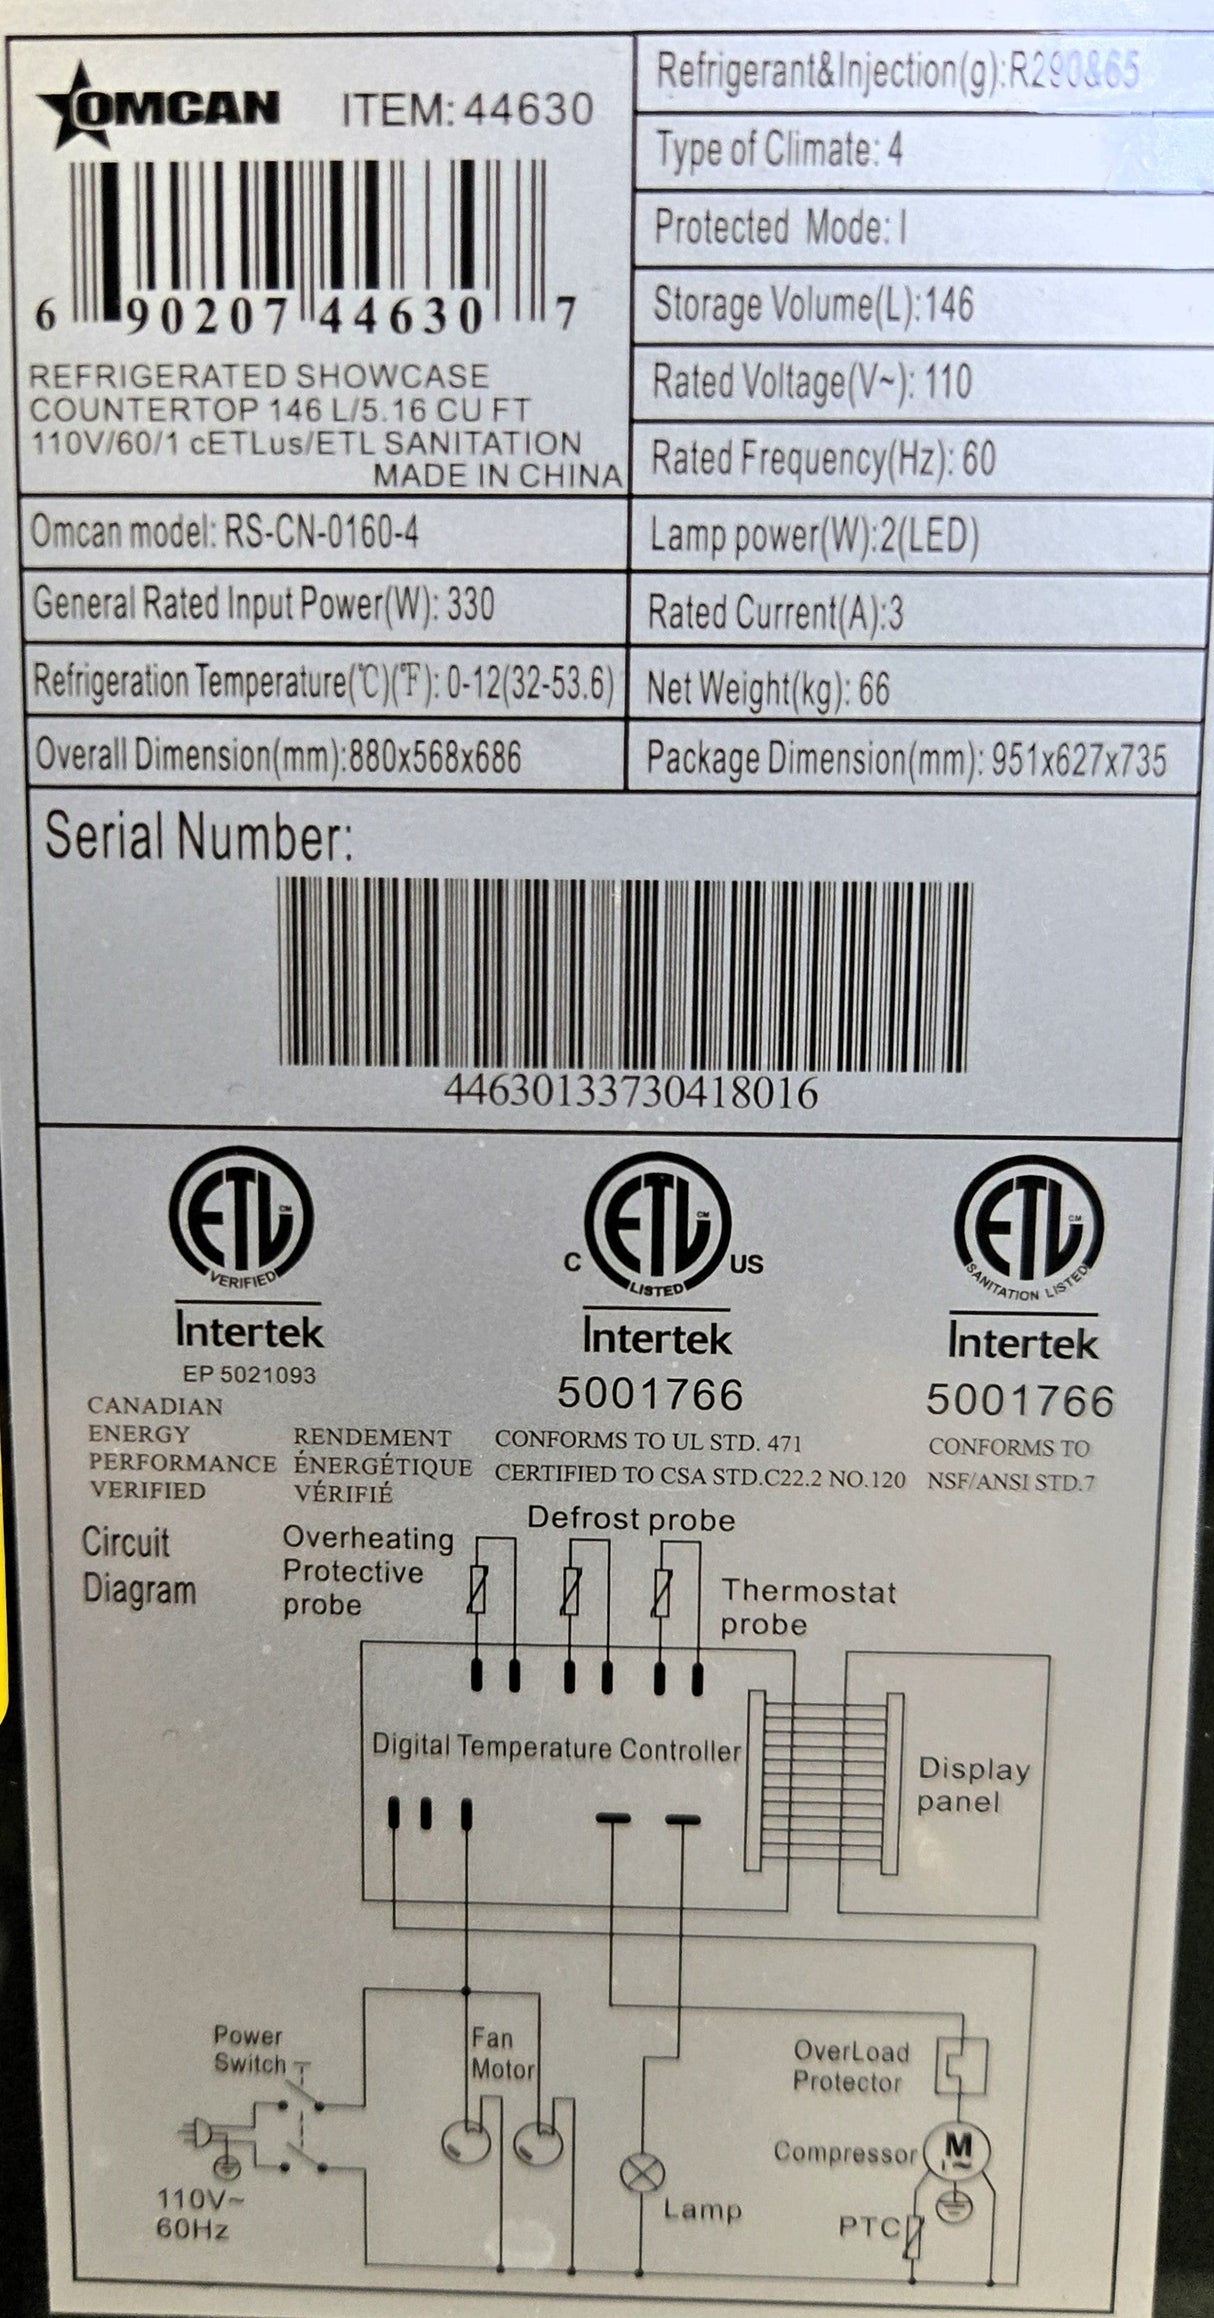 OMCAN ITEM: 44630
6 90207 44630 7
REFRIGERATED SHOWCASE
COUNTERTOP 146 L/5.16 CU FT
110V/60/1 cETLus/ETL SANITATION
MADE IN CHINA
Refrigerant&Injection(g):R290&65
Type of Climate: 4
Protected Mode: I
Storage Volume(L):146
Rated Voltage(V~): 110
Rated Frequency(Hz): 60
Omcan model: RS-CN-0160-4
Lamp power(W):2(LED)
General Rated Input Power(W): 330
Rated Current(A):3
Refrigeration Temperature(℃)(℉): 0-12(32-53.6)
Net Weight(kg): 66
Overall Dimension(mm):880x568x686
Package Dimension(mm): 951x627x735
Serial Number:
44630133730418016
ETL CM
VERIFIED
Intertek
EP 5021093
CANADIAN
ENERGY
PERFORMANCE
VERIFIED
RENDEMENT
ÉNERGÉTIQUE
VÉRIFIÉ
C ETL CM US
LISTED
Intertek
5001766
CONFORMS TO UL STD. 471
CERTIFIED TO CSA STD.C22.2 NO.120
ETL CM
SANITATION LISTED
Intertek
5001766
CONFORMS TO
NSF/ANSI STD.7
Circuit
Diagram
Overheating
Protective
probe
Defrost probe
Thermostat
probe
Digital Temperature Controller
Display
panel
Power
Switch
Fan
Motor
OverLoad
Protector
Compressor
M
~
110V~
60Hz
Lamp
PTC